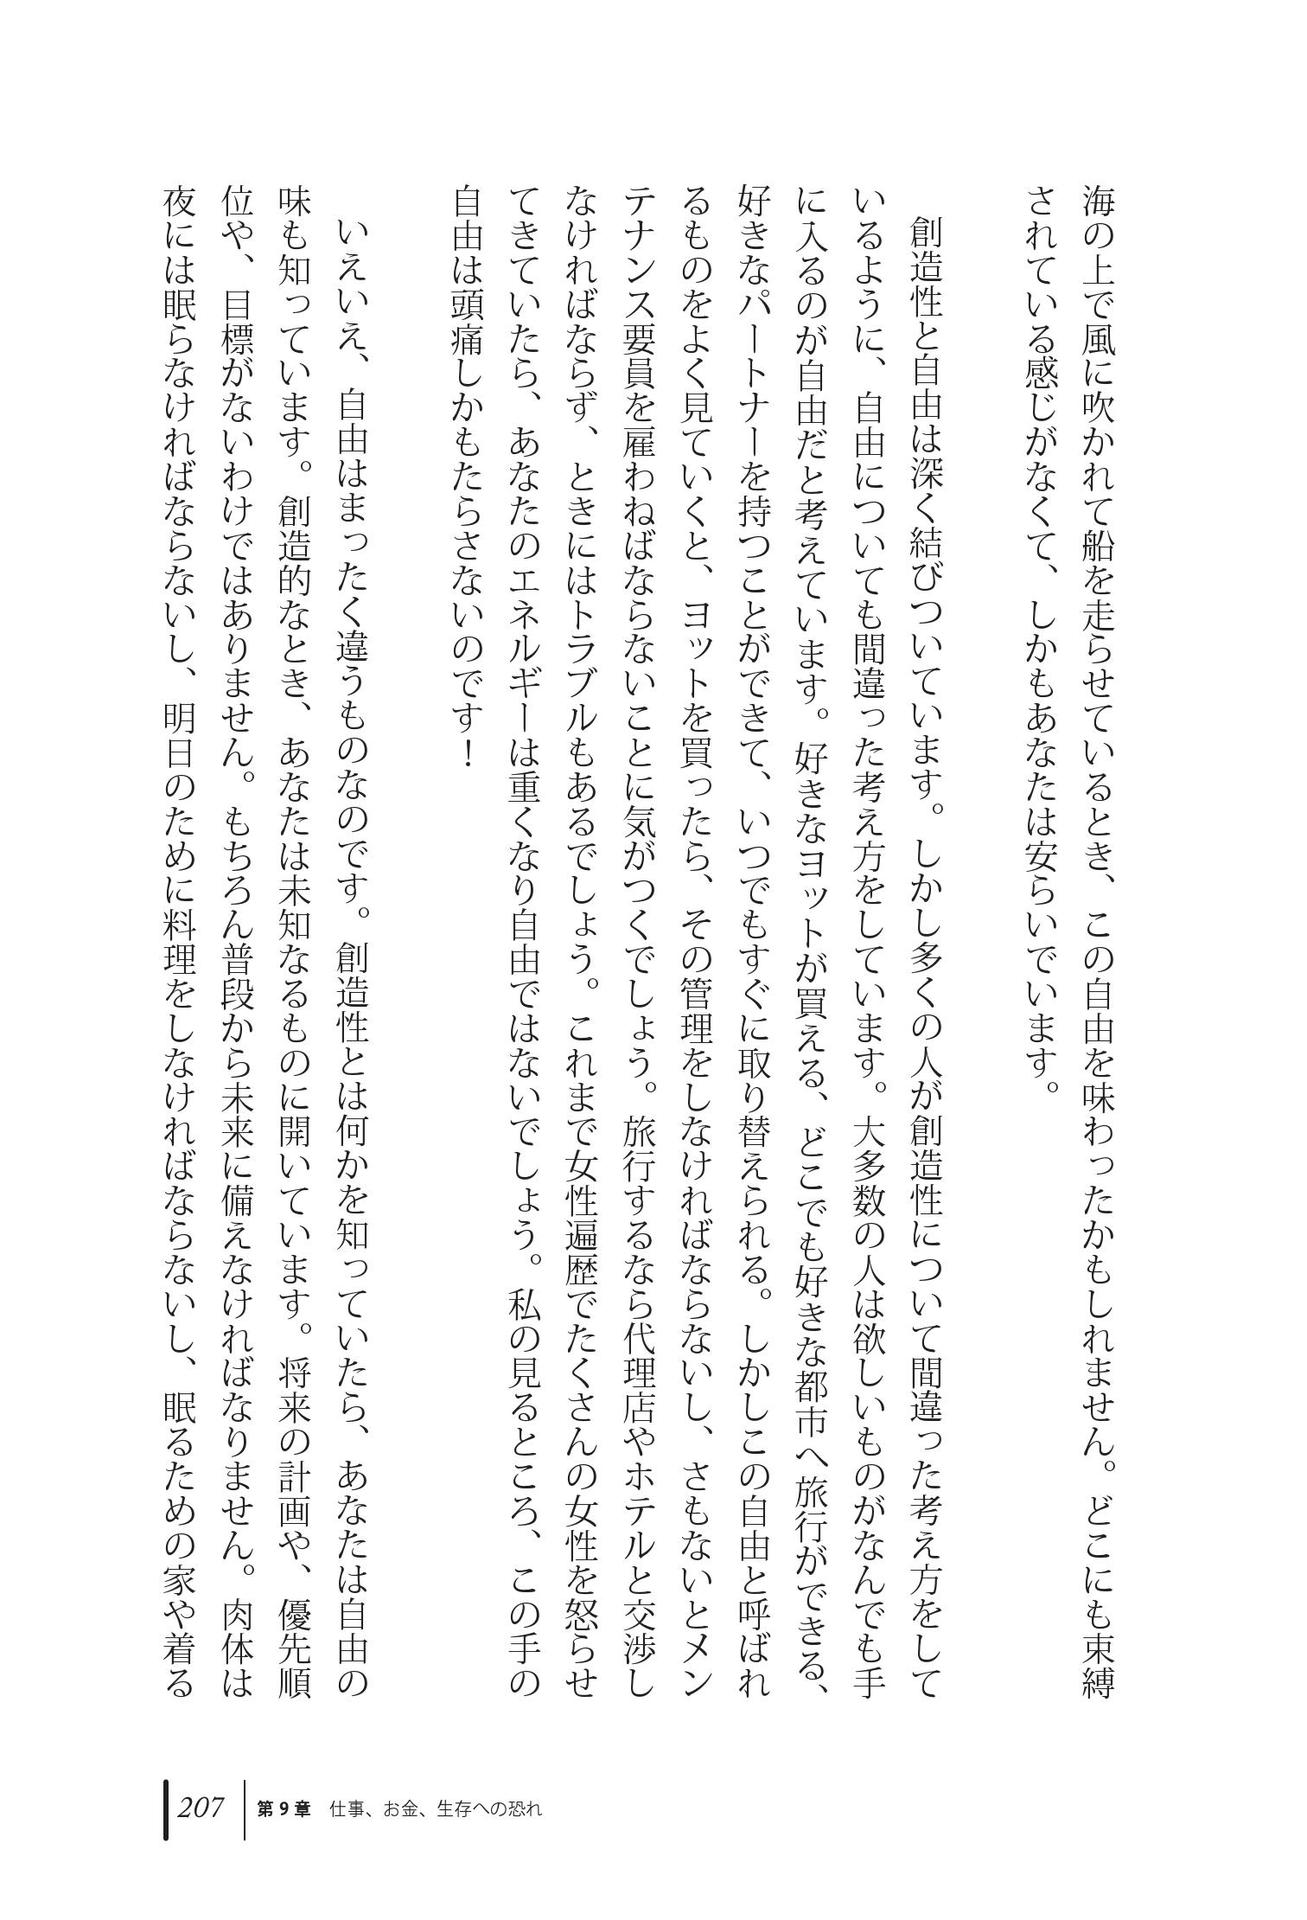 海の上で風に吹かれて船を走らせているとき、この自由を味わったかもしれません。どこにも束縛
されている感じがなくて、しかもあなたは安らいでいます。
創造性と自由は深く結びついています。しかし多くの人が創造性について間違った考え方をして
いるように、自由についても間違った考え方をしています。大多数の人は欲しいものがなんでも手
に入るのが自由だと考えています。好きなヨットが買える、どこでも好きな都市へ旅行ができる、
好きなパートナーを持つことができて、いつでもすぐに取り替えられる。しかしこの自由と呼ばれ
るものをよく見ていくと、ヨットを買ったら、その管理をしなければならないし、さもないとメン
テナンス要員を雇わねばならないことに気がつくでしょう。旅行するなら代理店やホテルと交渉し
なければならず、ときにはトラブルもあるでしょう。これまで女性遍歴でたくさんの女性を怒らせ
てきていたら、あなたのエネルギーは重くなり自由ではないでしょう。私の見るところ、この手の
自由は頭痛しかもたらさないのです！
いえいえ、自由はまったく違うものなのです。創造性とは何かを知っていたら、あなたは自由の
味も知っています。創造的なとき、あなたは未知なるものに開いています。将来の計画や、優先順
位や、目標がないわけではありません。もちろん普段から未来に備えなければなりません。肉体は
夜には眠らなければならないし、明日のために料理をしなければならないし、眠るための家や着る
207 第9章 仕事、お金、生存への恐れ